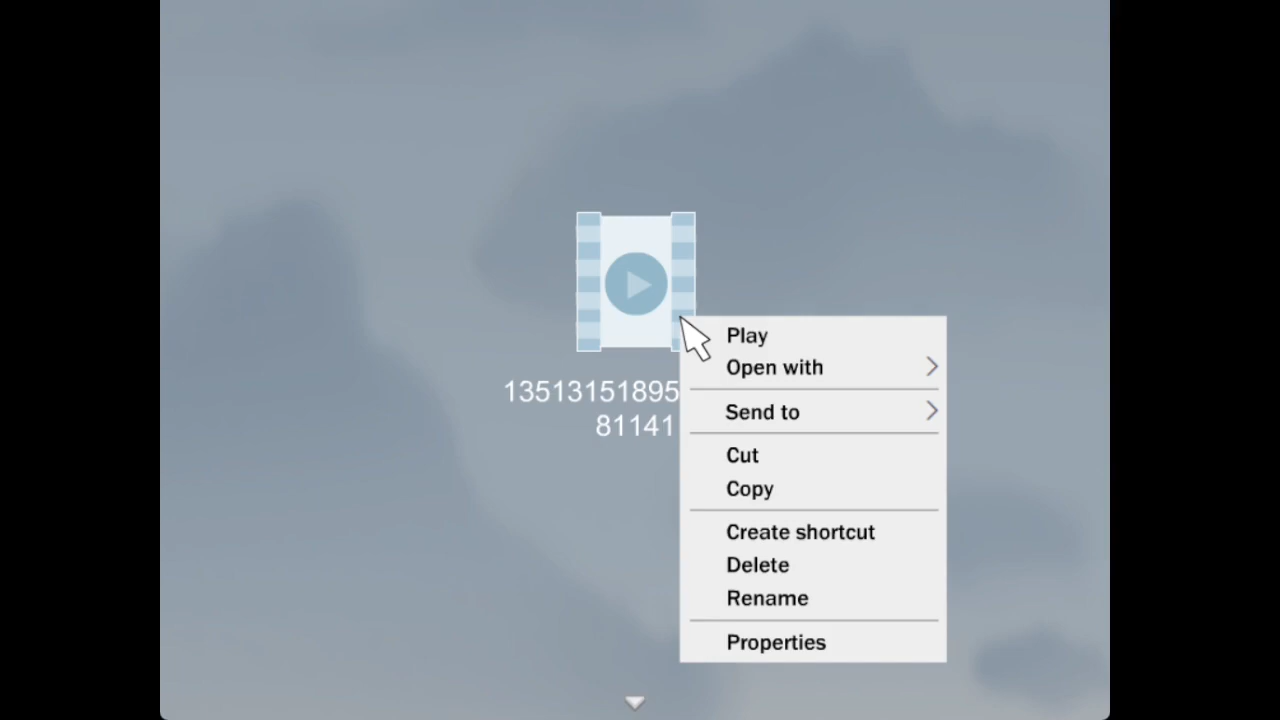 13513151895
81141
Play
Open with
Send to
Cut
Copy
Create shortcut
Delete
Rename
Properties